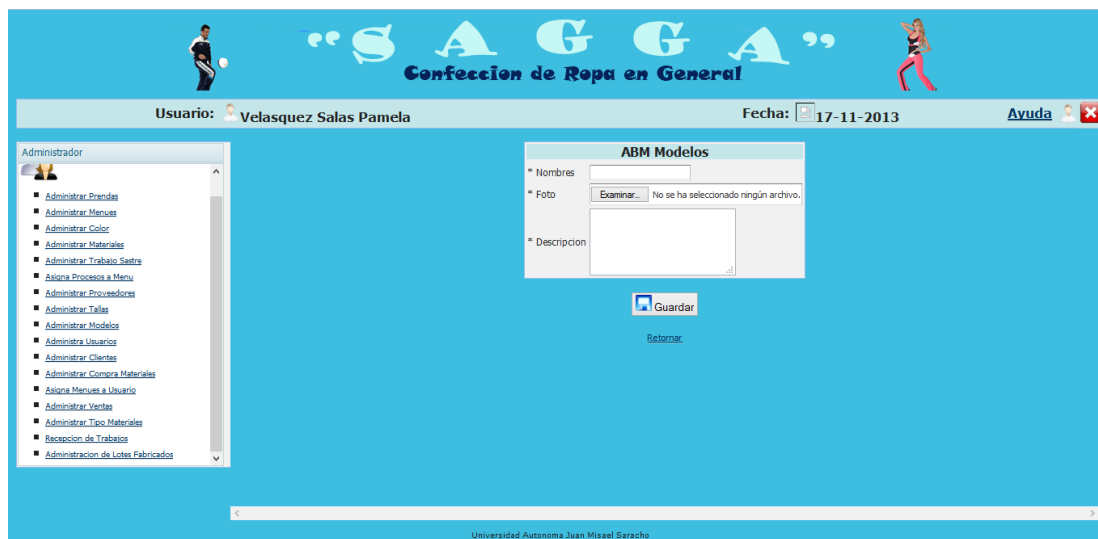 “S A G G A”
Confeccion de Ropa en General
Usuario: Velasquez Salas Pamela Fecha: 17-11-2013 Ayuda
Administrador
Administrar Prendas
Administrar Menues
Administrar Color
Administrar Materiales
Administrar Trabajo Sastre
Asigna Procesos a Menu
Administrar Proveedores
Administrar Tallas
Administrar Modelos
Administra Usuarios
Administrar Clientes
Administrar Compra Materiales
Asigna Menues a Usuario
Administrar Ventas
Administrar Tipo Materiales
Recepcion de Trabajos
Administracion de Lotes Fabricados
ABM Modelos
* Nombres
* Foto Examinar... No se ha seleccionado ningún archivo.
* Descripcion
Guardar
Retornar
Universidad Autonoma Juan Misael Saracho